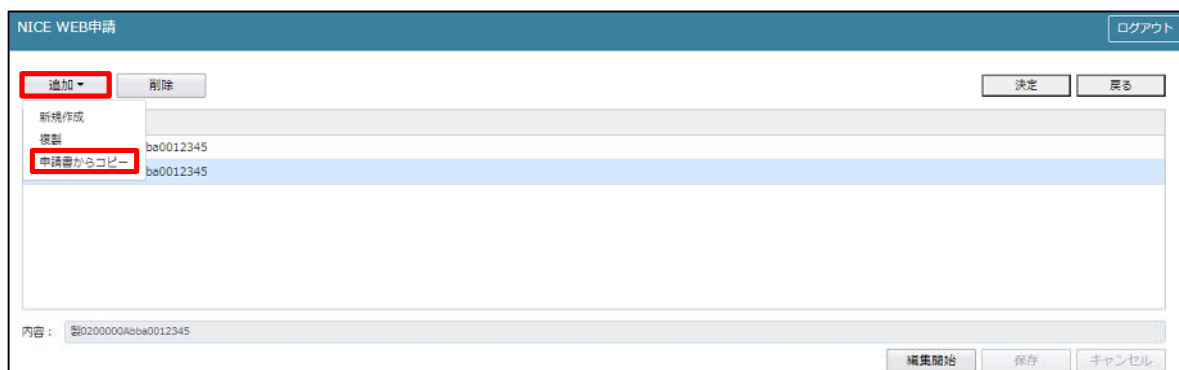 NICE WEB申請
ログアウト
追加▼ 削除 決定 戻る
新規作成
複製
ba0012345
申請書からコピー
ba0012345
内容： 製0200000Abba0012345
編集開始 保存 キャンセル